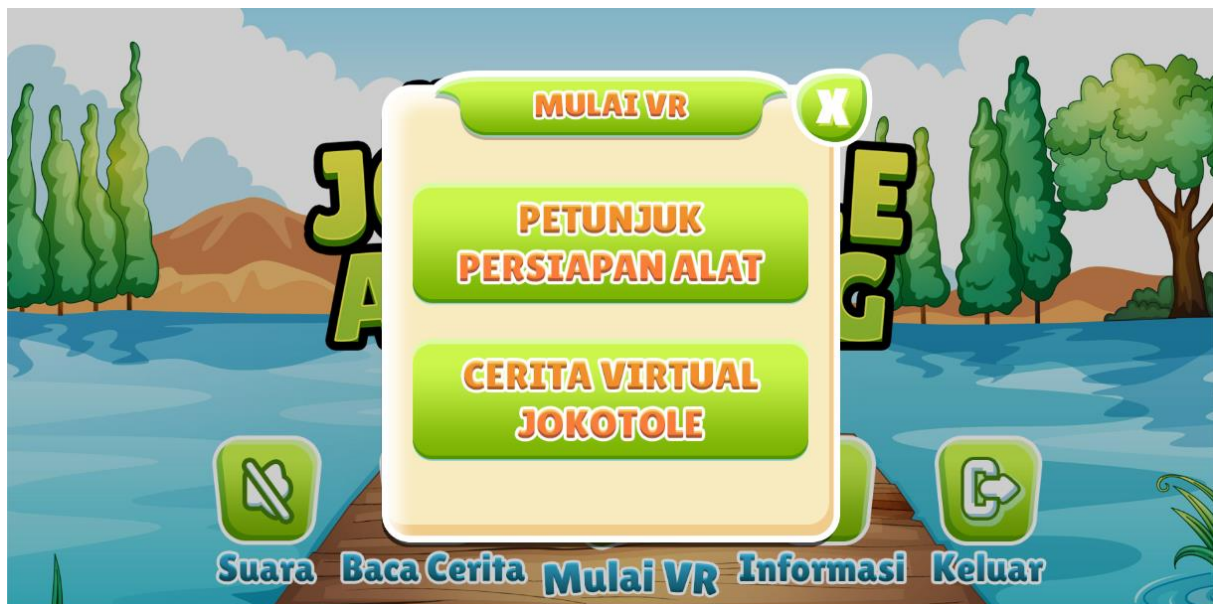 MULAI VR
X
PETUNJUK
PERSIAPAN ALAT
CERITA VIRTUAL
JOKOTOLE
Suara Baca Cerita Mulai VR Informasi Keluar